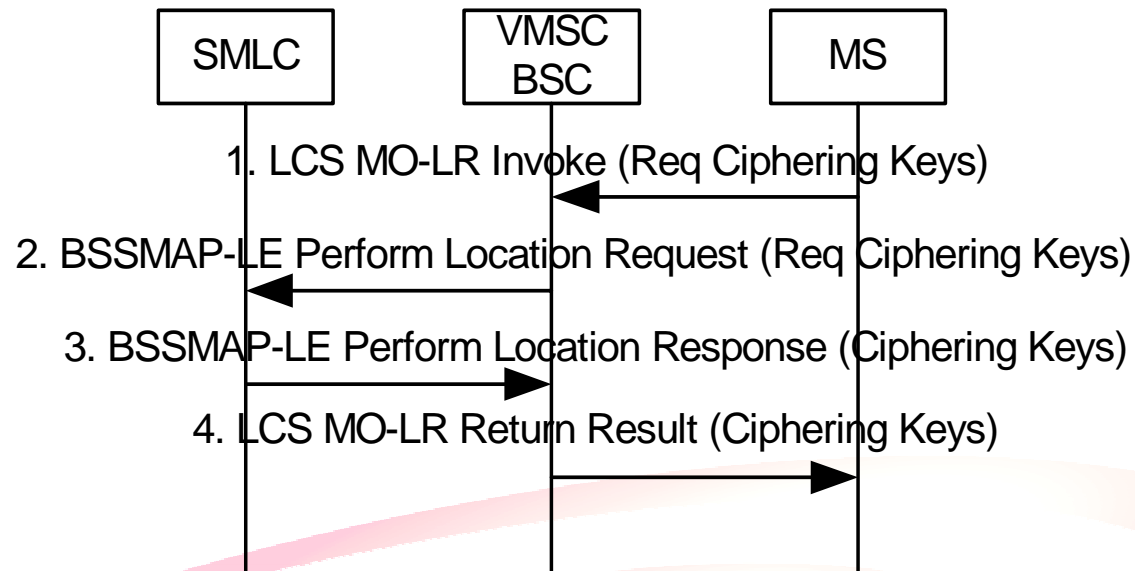 SMLC
VMSC
BSC
MS
1. LCS MO-LR Invoke (Req Ciphering Keys)
2. BSSMAP-LE Perform Location Request (Req Ciphering Keys)
3. BSSMAP-LE Perform Location Response (Ciphering Keys)
4. LCS MO-LR Return Result (Ciphering Keys)